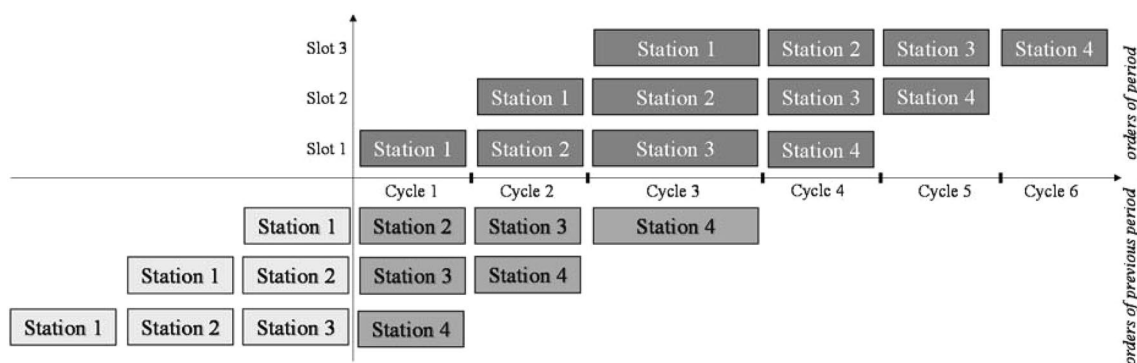 Slot 3 Station 1 Station 2 Station 3 Station 4
Slot 2 Station 1 Station 2 Station 3 Station 4
Slot 1 Station 1 Station 2 Station 3 Station 4
orders of period
Cycle 1 Cycle 2 Cycle 3 Cycle 4 Cycle 5 Cycle 6
Station 1 Station 2 Station 3 Station 4
Station 1 Station 2 Station 3 Station 4
Station 1 Station 2 Station 3 Station 4
orders of previous period